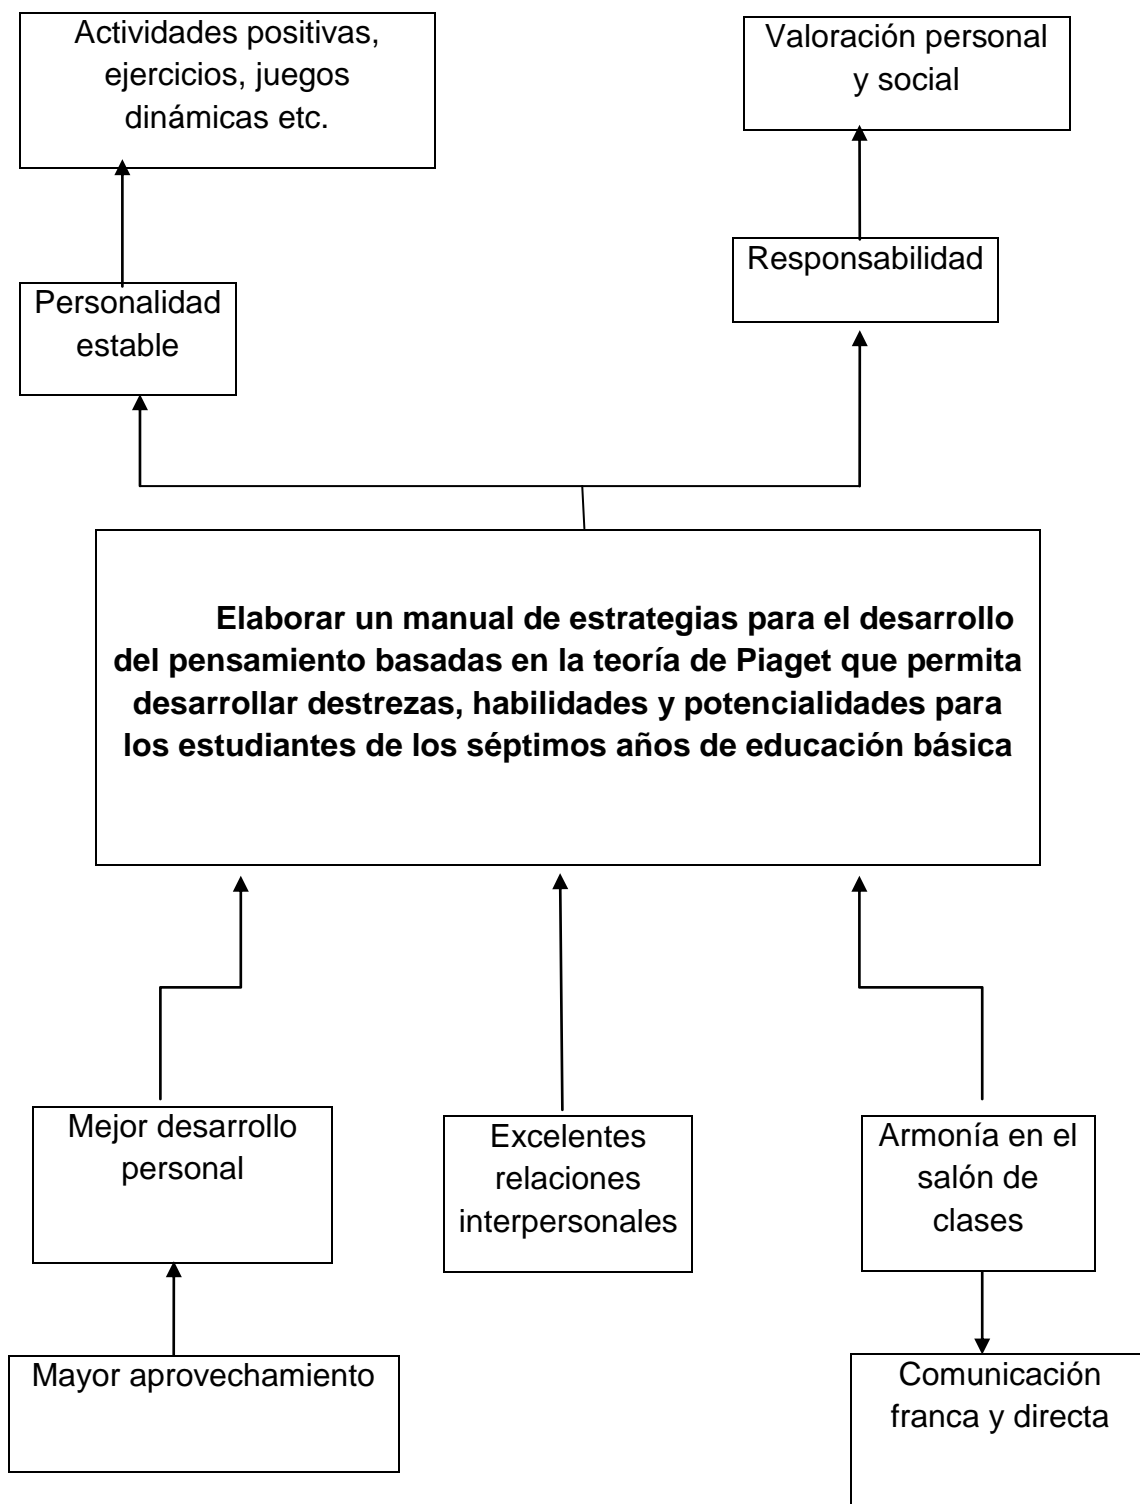 Actividades positivas,
ejercicios, juegos
dinámicas etc.
Valoración personal
y social
Responsabilidad
Personalidad
estable
Elaborar un manual de estrategias para el desarrollo
del pensamiento basadas en la teoría de Piaget que permita
desarrollar destrezas, habilidades y potencialidades para
los estudiantes de los séptimos años de educación básica
Mejor desarrollo
personal
Excelentes
relaciones
interpersonales
Armonía en el
salón de
clases
Mayor aprovechamiento
Comunicación
franca y directa